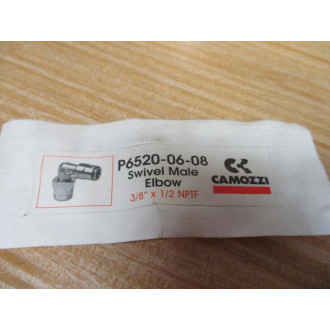 P6520-06-08
Swivel Male
Elbow
3/8" x 1/2 NPTF
CAMOZZI